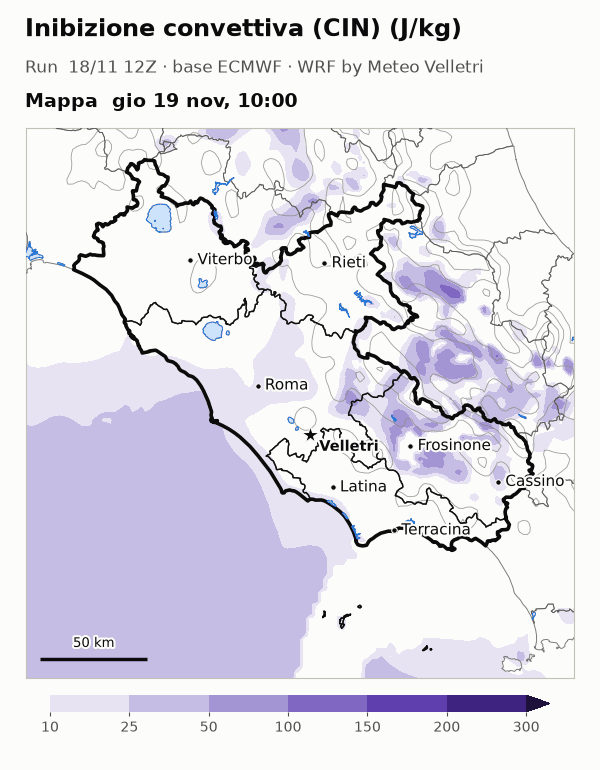 Inibizione convettiva (CIN) (J/kg)
Run  18/11 12Z · base ECMWF · WRF by Meteo Velletri
Mappa  gio 19 nov, 10:00
Viterbo
Rieti
Roma
Velletri
Frosinone
Latina
Cassino
Terracina
50 km
10 25 50 100 150 200 300